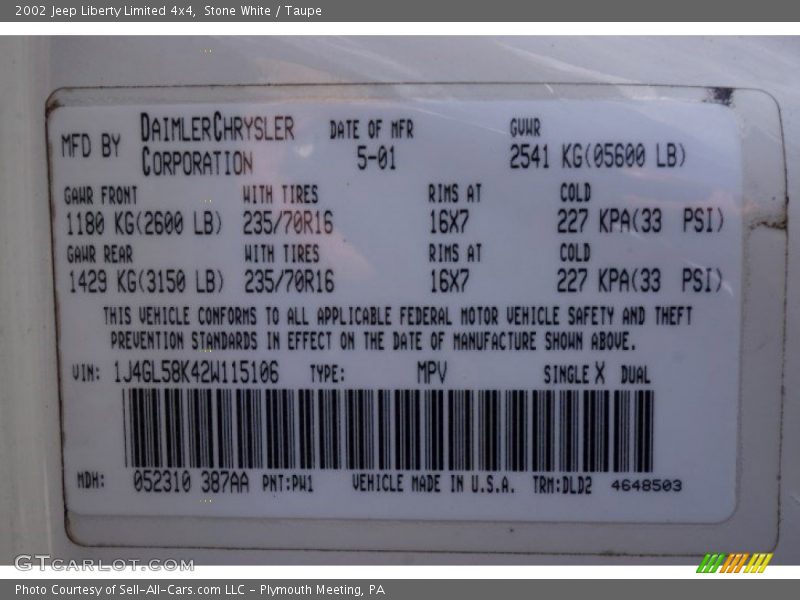 2002 Jeep Liberty Limited 4x4, Stone White / Taupe
MFD BY DAIMLERCHRYSLER CORPORATION DATE OF MFR 5-01 GVWR 2541 KG(05600 LB)
GAWR FRONT WITH TIRES RIMS AT COLD
1180 KG(2600 LB) 235/70R16 16X7 227 KPA(33 PSI)
GAWR REAR WITH TIRES RIMS AT COLD
1429 KG(3150 LB) 235/70R16 16X7 227 KPA(33 PSI)
THIS VEHICLE CONFORMS TO ALL APPLICABLE FEDERAL MOTOR VEHICLE SAFETY AND THEFT
PREVENTION STANDARDS IN EFFECT ON THE DATE OF MANUFACTURE SHOWN ABOVE.
VIN: 1J4GL58K42W115106 TYPE: MPV SINGLE X DUAL
MDH: 052310 387AA PNT:PW1 VEHICLE MADE IN U.S.A. TRM:DLD2 4648503
GTCarLot.com
Photo Courtesy of Sell-All-Cars.com LLC - Plymouth Meeting, PA